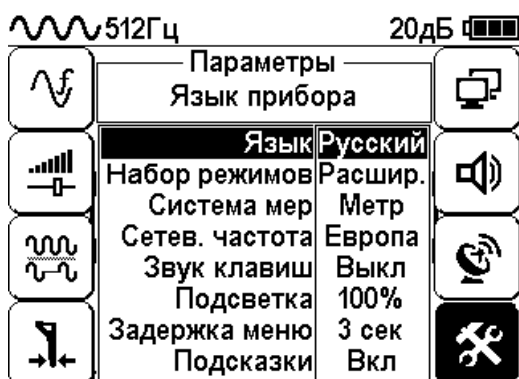 512Гц 20дБ
Параметры
Язык прибора
Язык Русский
Набор режимов Расшир.
Система мер Метр
Сетев. частота Европа
Звук клавиш Выкл
Подсветка 100%
Задержка меню 3 сек
Подсказки Вкл